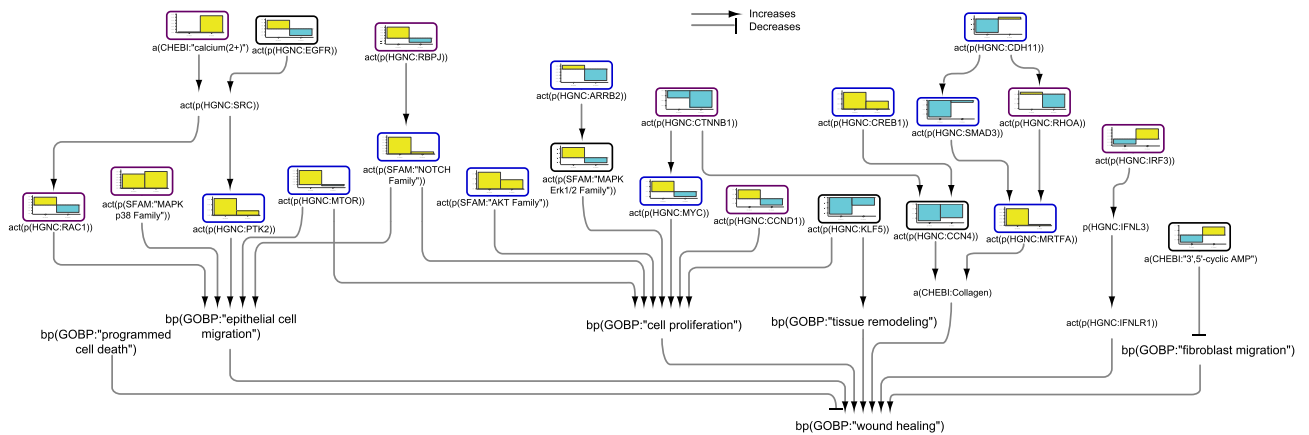 Increases
Decreases
a(CHEBI:"calcium(2+)")
act(p(HGNC:EGFR))
act(p(HGNC:RBPJ))
act(p(HGNC:CDH11))
act(p(HGNC:SRC))
act(p(HGNC:ARRB2))
act(p(HGNC:CTNNB1))
act(p(HGNC:CREB1))
act(p(HGNC:SMAD3))
act(p(HGNC:RHOA))
act(p(HGNC:IRF3))
act(p(SFAM:"MAPK
p38 Family"))
act(p(HGNC:MTOR))
act(p(SFAM:"NOTCH
Family"))
act(p(SFAM:"AKT Family"))
act(p(SFAM:"MAPK
Erk1/2 Family"))
act(p(HGNC:RAC1))
act(p(HGNC:PTK2))
act(p(HGNC:MYC))
act(p(HGNC:CCND1))
act(p(HGNC:KLF5))
act(p(HGNC:CCN4))
act(p(HGNC:MRTFA))
p(HGNC:IFNL3)
a(CHEBI:"3',5'-cyclic AMP")
a(CHEBI:Collagen)
bp(GOBP:"programmed
cell death")
bp(GOBP:"epithelial cell
migration")
bp(GOBP:"cell proliferation")
bp(GOBP:"tissue remodeling")
act(p(HGNC:IFNLR1))
bp(GOBP:"fibroblast migration")
bp(GOBP:"wound healing")